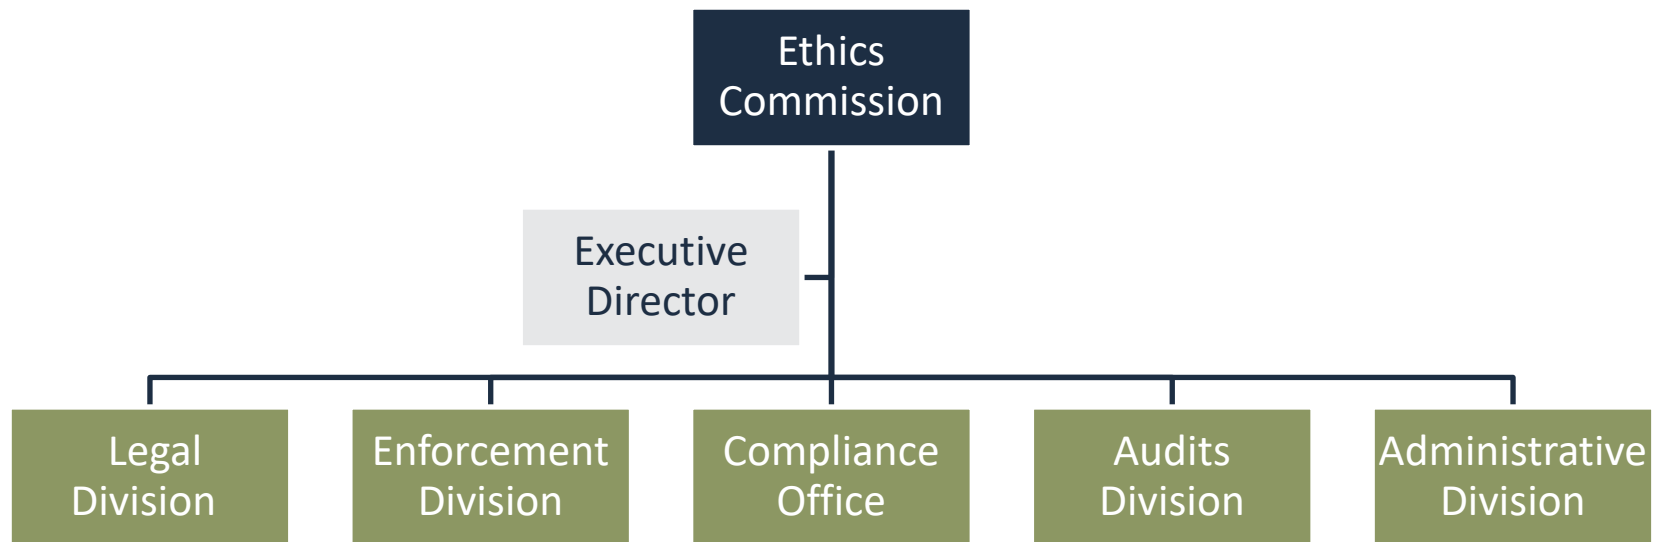 Ethics
Commission
Executive
Director
Legal
Division
Enforcement
Division
Compliance
Office
Audits
Division
Administrative
Division